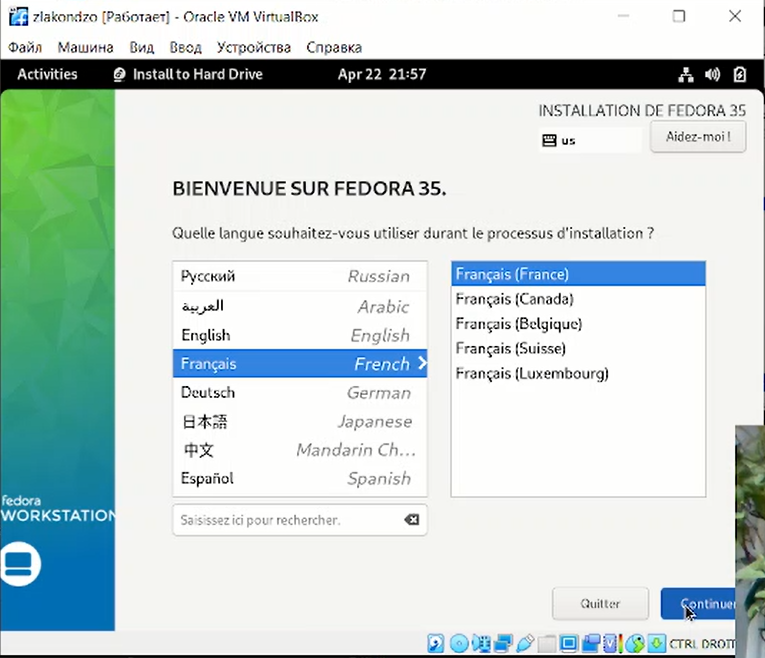 zlakondzo [Работает] - Oracle VM VirtualBox
Файл Машина Вид Ввод Устройства Справка
Activities Install to Hard Drive Apr 22 21:57
INSTALLATION DE FEDORA 35
us Aidez-moi !
BIENVENUE SUR FEDORA 35.
Quelle langue souhaitez-vous utiliser durant le processus d'installation ?
Русский Russian
العربية Arabic
English English
Français French
Deutsch German
日本語 Japanese
中文 Mandarin Ch...
Español Spanish
Français (France)
Français (Canada)
Français (Belgique)
Français (Suisse)
Français (Luxembourg)
Saisissez ici pour rechercher.
fedora
WORKSTATION
Quitter Continuer
CTRL DROIT